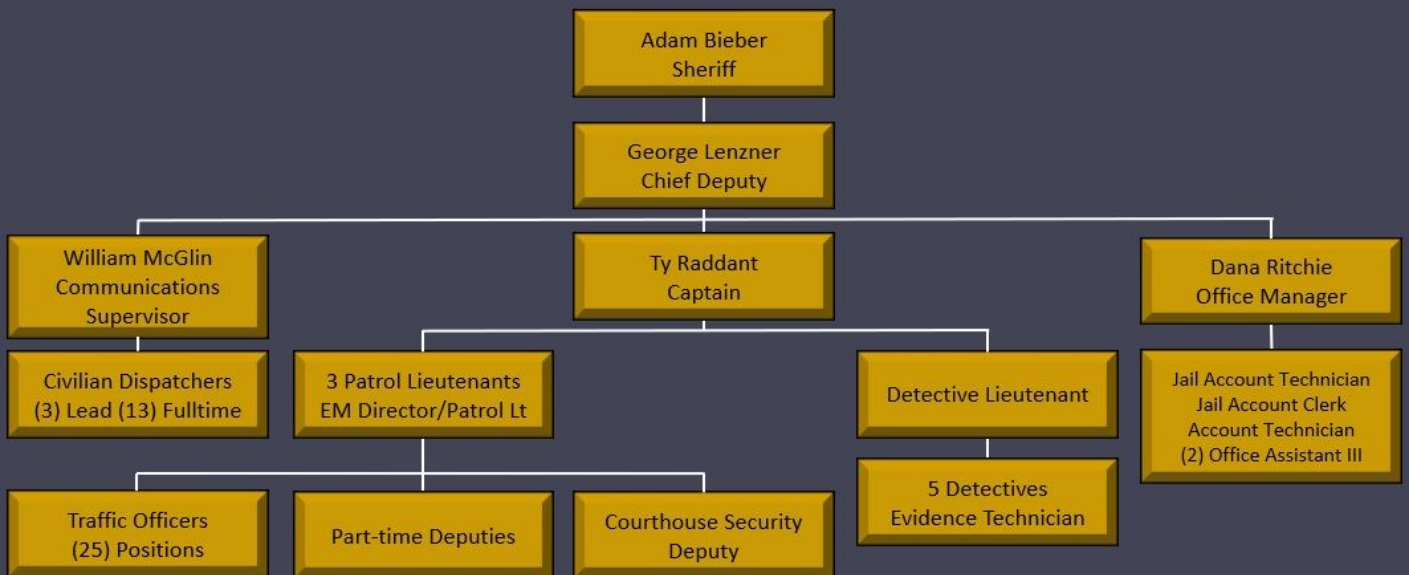 Adam Bieber
Sheriff
George Lenzner
Chief Deputy
William McGlin
Communications
Supervisor
Ty Raddant
Captain
Dana Ritchie
Office Manager
Civilian Dispatchers
(3) Lead (13) Fulltime
3 Patrol Lieutenants
EM Director/Patrol Lt
Detective Lieutenant
Jail Account Technician
Jail Account Clerk
Account Technician
(2) Office Assistant III
Traffic Officers
(25) Positions
Part-time Deputies
Courthouse Security
Deputy
5 Detectives
Evidence Technician